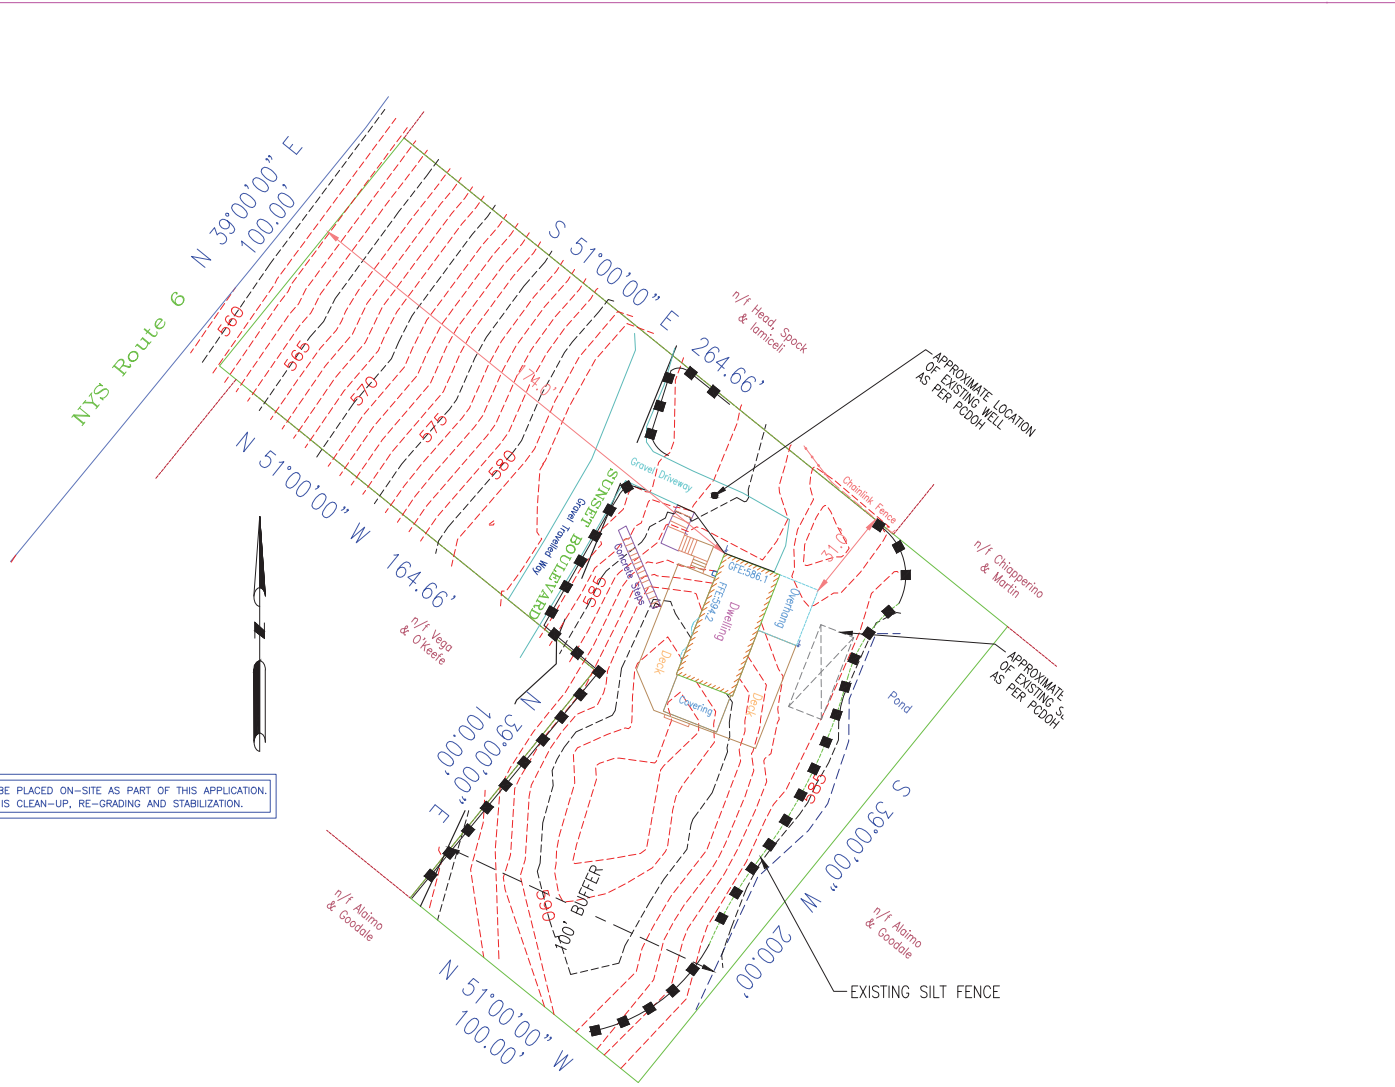 N 39°00'00" E
100.00'
NYS Route 6
S 51°00'00" E 264.66'
n/f Head, Spock
& Iamiceli
560
565
570
575
580
174.0'
APPROXIMATE LOCATION
OF EXISTING WELL
AS PER PCDOH
N 51°00'00" W 164.66'
n/f Vega
& O'Keefe
SUNSET BOULEVARD
Gravel Travelled Way
Gravel Driveway
Concrete Steps
585
Chainlink Fence
31.0'
n/f Chiapperino
& Martin
GFE:586.1
FFE:594.2
Dwelling
Overhang
Deck
Deck
Covering
APPROXIMATE
OF EXISTING S
AS PER PCDOH
Pond
N 39°00'00" E
100.00'
585
S 39°00'00" W
200.00'
BE PLACED ON-SITE AS PART OF THIS APPLICATION.
IS CLEAN-UP, RE-GRADING AND STABILIZATION.
N
n/f Alaimo
& Goodale
590
100' BUFFER
n/f Alaimo
& Goodale
EXISTING SILT FENCE
N 51°00'00" W
100.00'